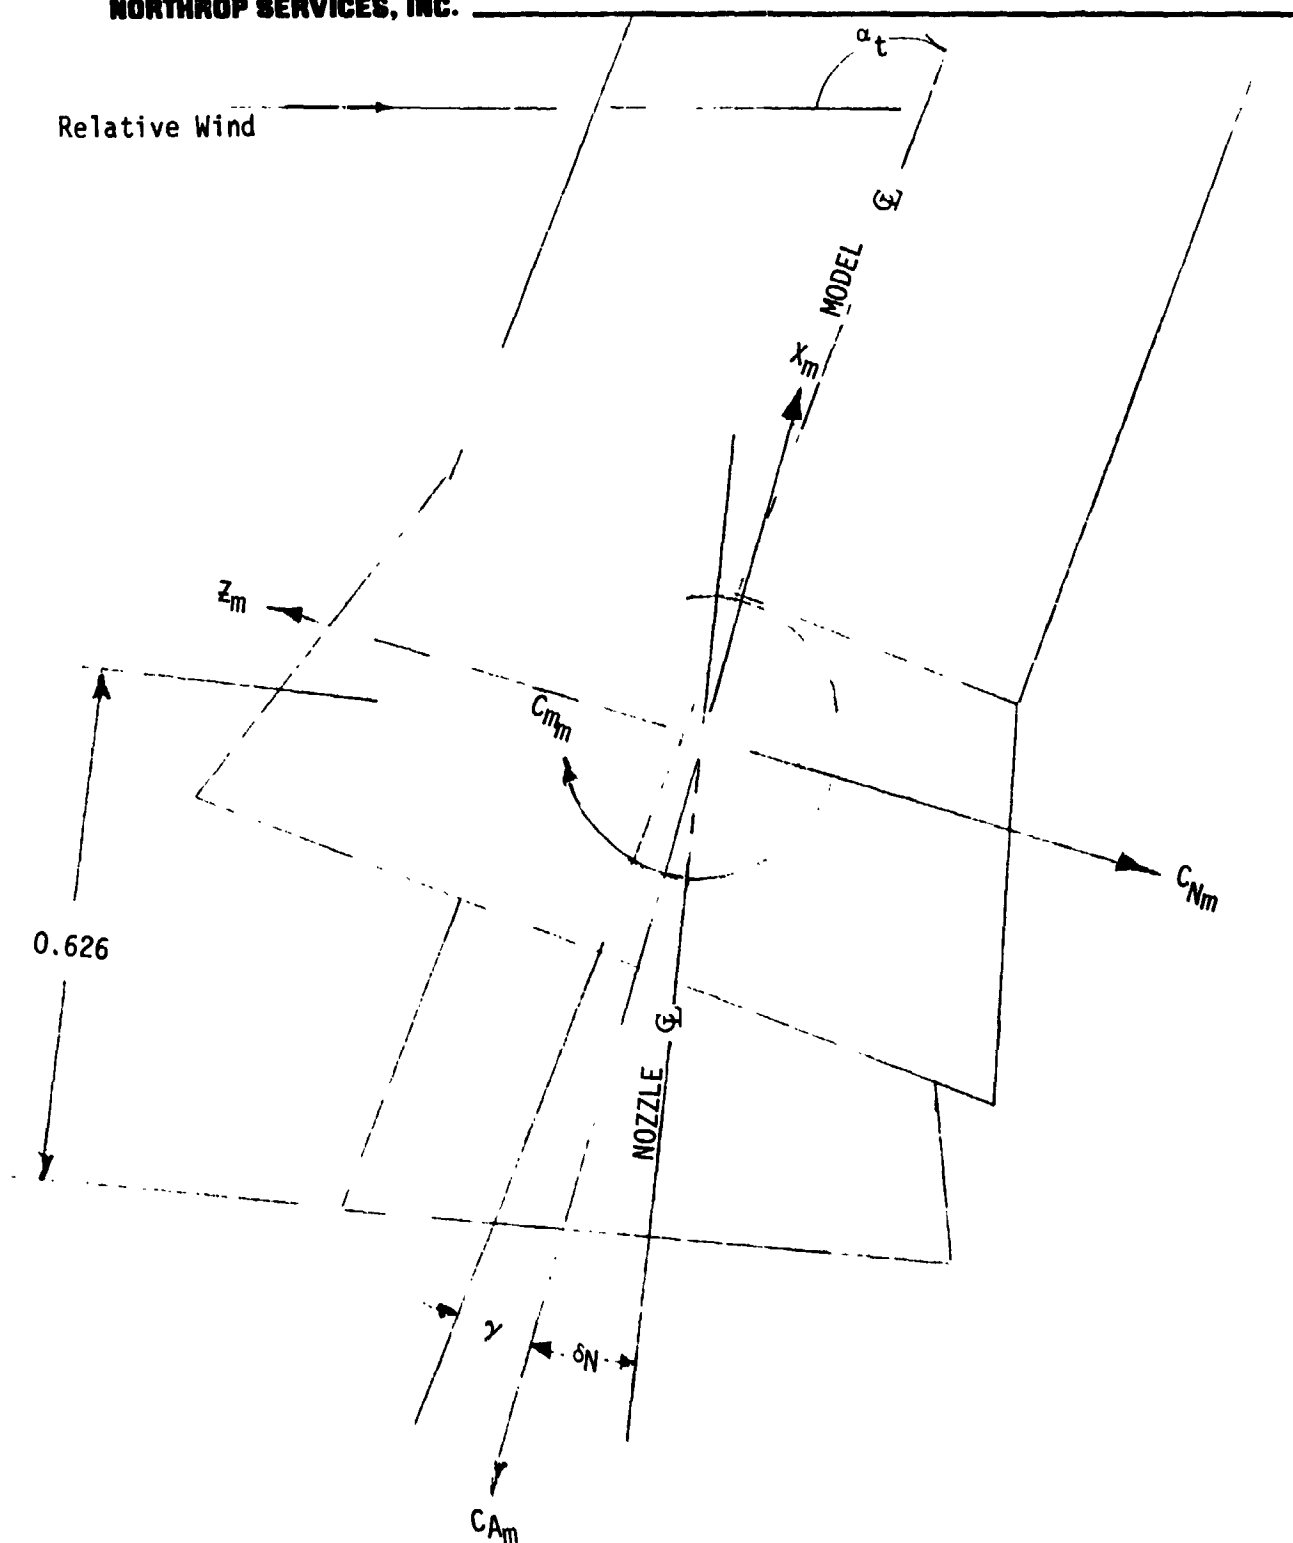 NORTHROP SERVICES, INC.
αt
Relative Wind
MODEL ℄
Xm
Zm
Cmm
CNm
0.626
NOZZLE ℄
γ
δN
CAm